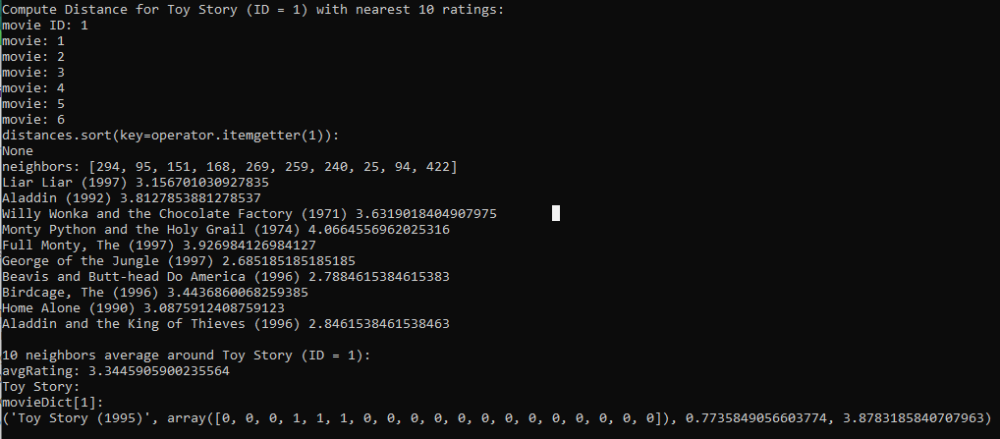 Compute Distance for Toy Story (ID = 1) with nearest 10 ratings:
movie ID: 1
movie: 1
movie: 2
movie: 3
movie: 4
movie: 5
movie: 6
distances.sort(key=operator.itemgetter(1)):
None
neighbors: [294, 95, 151, 168, 269, 259, 240, 25, 94, 422]
Liar Liar (1997) 3.156701030927835
Aladdin (1992) 3.8127853881278537
Willy Wonka and the Chocolate Factory (1971) 3.6319018404907975
Monty Python and the Holy Grail (1974) 4.0664556962025316
Full Monty, The (1997) 3.926984126984127
George of the Jungle (1997) 2.685185185185185
Beavis and Butt-head Do America (1996) 2.7884615384615383
Birdcage, The (1996) 3.4436860068259385
Home Alone (1990) 3.0875912408759123
Aladdin and the King of Thieves (1996) 2.8461538461538463

10 neighbors average around Toy Story (ID = 1):
avgRating: 3.3445905900235564
Toy Story:
movieDict[1]:
('Toy Story (1995)', array([0, 0, 0, 1, 1, 1, 0, 0, 0, 0, 0, 0, 0, 0, 0, 0, 0, 0, 0]), 0.7735849056603774, 3.8783185840707963)